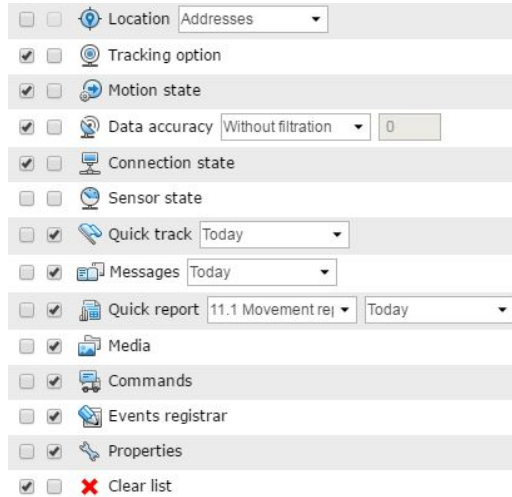 Location Addresses
Tracking option
Motion state
Data accuracy Without filtration 0
Connection state
Sensor state
Quick track Today
Messages Today
Quick report 11.1 Movement rep Today
Media
Commands
Events registrar
Properties
Clear list